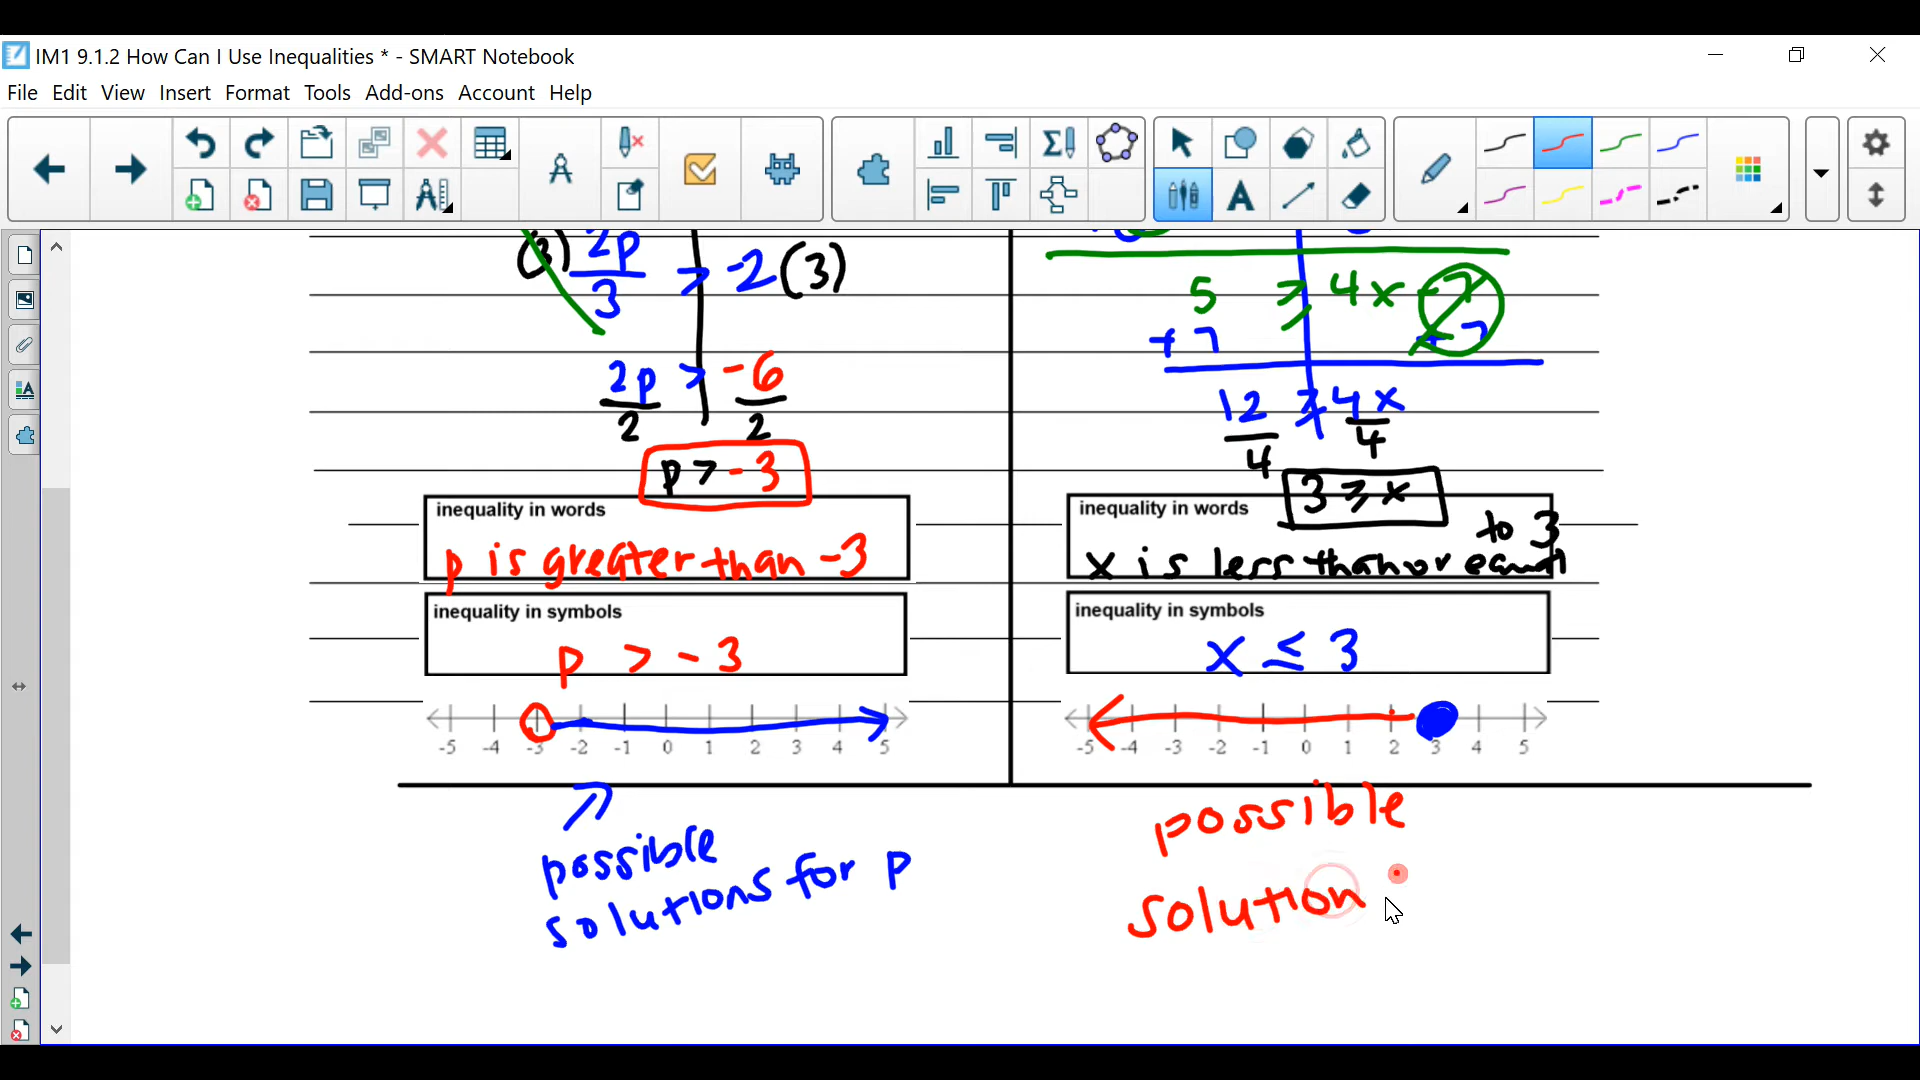 IM1 9.1.2 How Can I Use Inequalities * - SMART Notebook
File Edit View Insert Format Tools Add-ons Account Help
(3) 2p/3 > -2(3)
2p > -6
2 2
p > -3
inequality in words
p is greater than -3
inequality in symbols
p > -3
-5 -4 -3 -2 -1 0 1 2 3 4 5
possible
solutions for p
5 ≥ 4x -7
+7 +7
12 ≥ 4x
4 4
3 ≥ x
inequality in words
to 3
x is less than or equal
inequality in symbols
x ≤ 3
-5 -4 -3 -2 -1 0 1 2 3 4 5
possible
solution